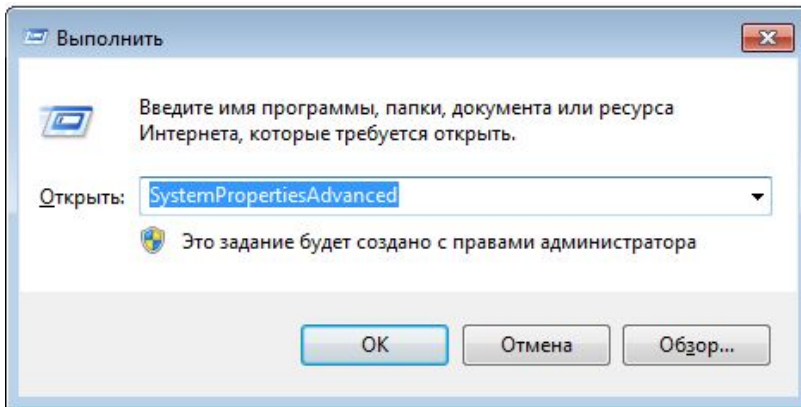 Выполнить
Введите имя программы, папки, документа или ресурса
Интернета, которые требуется открыть.
Открыть: SystemPropertiesAdvanced
Это задание будет создано с правами администратора
OK Отмена Обзор...